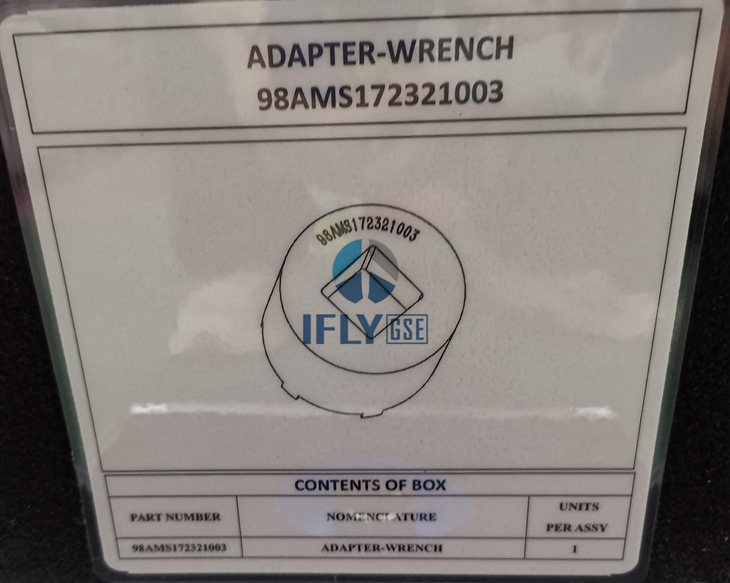 ADAPTER-WRENCH
98AMS172321003
98AMS172321003
IFLY GSE
CONTENTS OF BOX
PART NUMBER NOMENCLATURE UNITS PER ASSY
98AMS172321003 ADAPTER-WRENCH 1